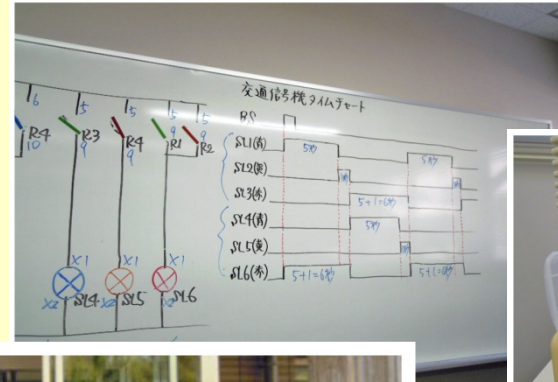 交通信号機タイムチャート
BS
SL1(青) 5秒 5秒
SL2(黄)
SL3(赤) 5+1=6秒
SL4(青) 5秒
SL5(黄)
SL6(赤) 5+1=6秒 5+1=6秒
6 5 5 5 5
R4 R3 R4 R1 R2
10 9 9 9 9
X1 X1 X1
SL4 SL5 SL6
X2 X2 X2